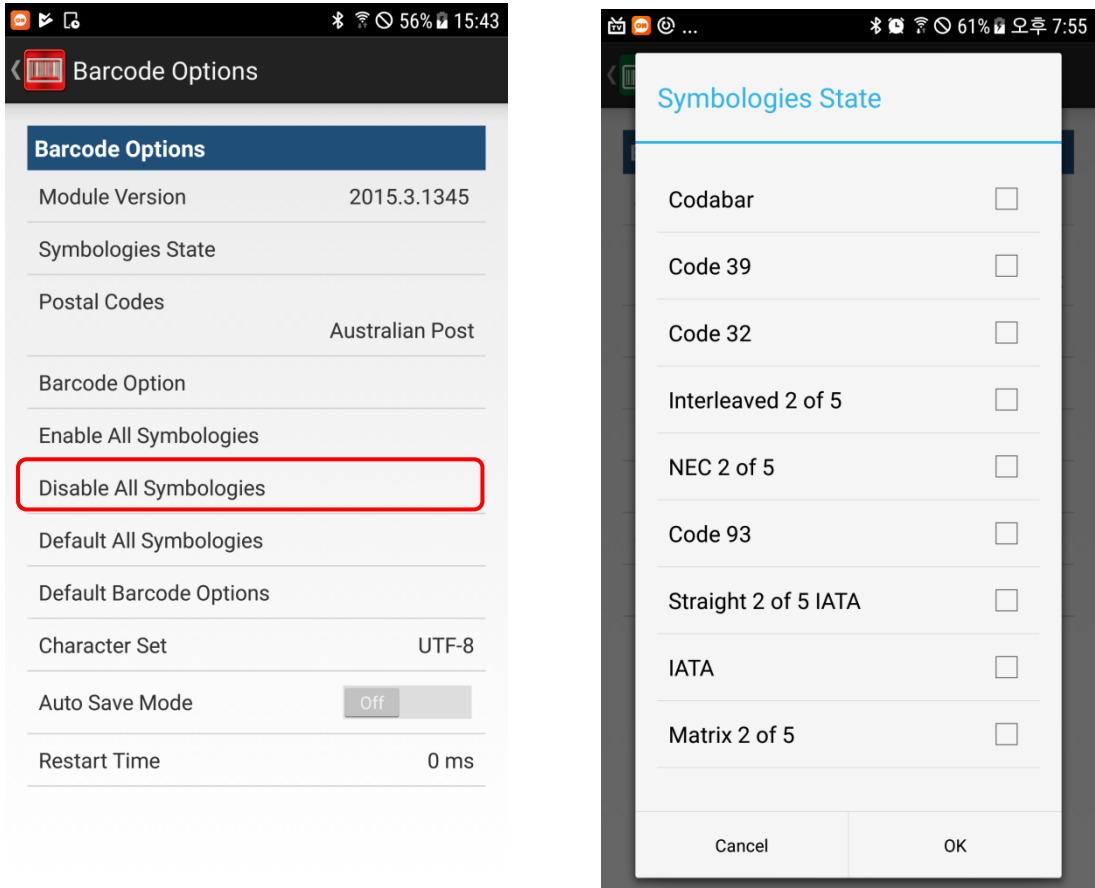 56% 15:43
Barcode Options
Barcode Options
Module Version 2015.3.1345
Symbologies State
Postal Codes
Australian Post
Barcode Option
Enable All Symbologies
Disable All Symbologies
Default All Symbologies
Default Barcode Options
Character Set UTF-8
Auto Save Mode Off
Restart Time 0 ms
... 61% 오후 7:55
Symbologies State
Codabar
Code 39
Code 32
Interleaved 2 of 5
NEC 2 of 5
Code 93
Straight 2 of 5 IATA
IATA
Matrix 2 of 5
Cancel OK